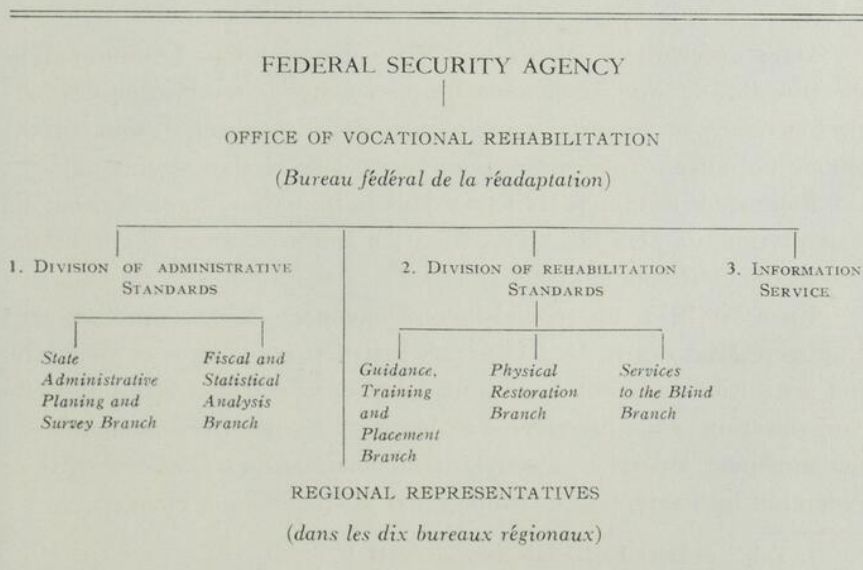 FEDERAL SECURITY AGENCY
OFFICE OF VOCATIONAL REHABILITATION
(Bureau fédéral de la réadaptation)
1. DIVISION OF ADMINISTRATIVE
STANDARDS
2. DIVISION OF REHABILITATION
STANDARDS
3. INFORMATION
SERVICE
State
Administrative
Planing and
Survey Branch
Fiscal and
Statistical
Analysis
Branch
Guidance,
Training
and
Placement
Branch
Physical
Restoration
Branch
Services
to the Blind
Branch
REGIONAL REPRESENTATIVES
(dans les dix bureaux régionaux)